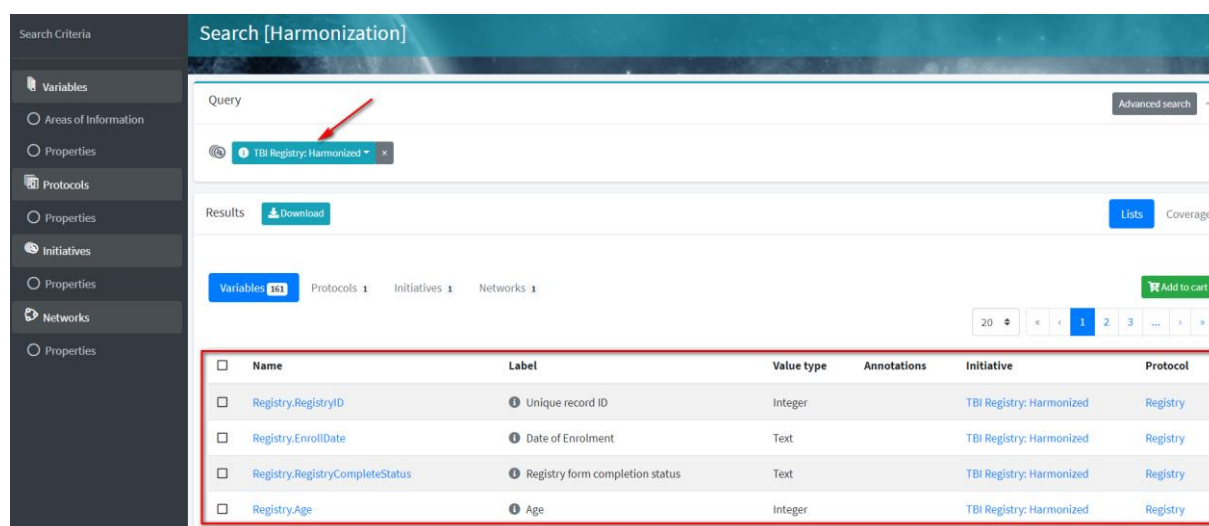 Search Criteria
Variables
Areas of Information
Properties
Protocols
Properties
Initiatives
Properties
Networks
Properties
Search [Harmonization]
Query
Advanced search
TBI Registry: Harmonized ×
Results Download
Lists Coverage
Variables 161 Protocols 1 Initiatives 1 Networks 1
Add to cart
20 « ‹ 1 2 3 ... › »
Name Label Value type Annotations Initiative Protocol
Registry.RegistryID Unique record ID Integer TBI Registry: Harmonized Registry
Registry.EnrollDate Date of Enrolment Text TBI Registry: Harmonized Registry
Registry.RegistryCompleteStatus Registry form completion status Text TBI Registry: Harmonized Registry
Registry.Age Age Integer TBI Registry: Harmonized Registry